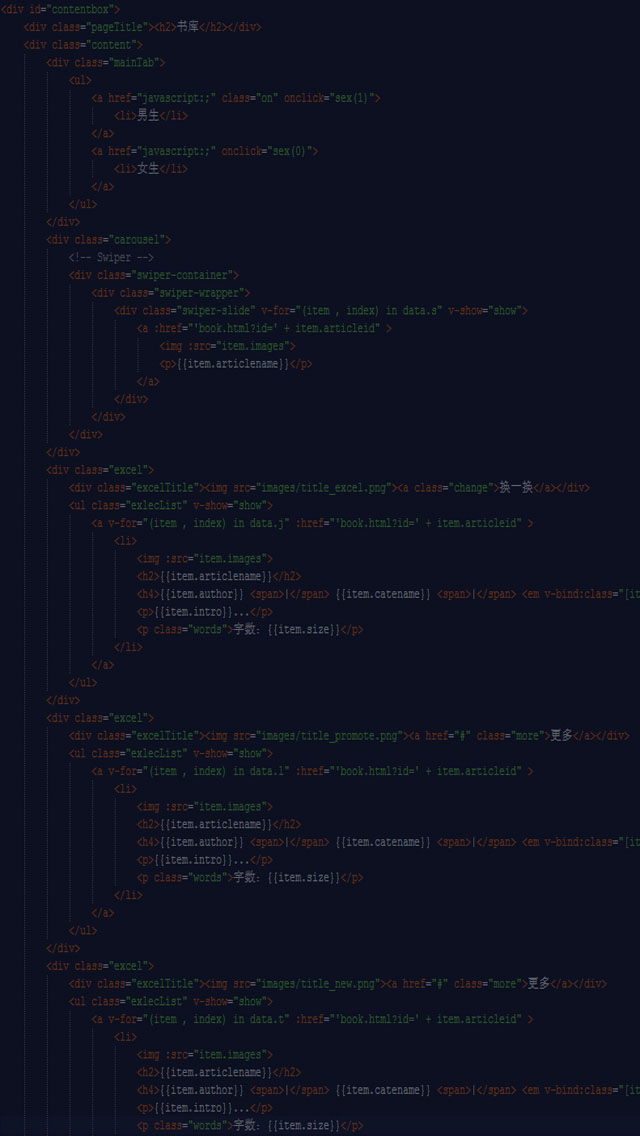 <div id="contentbox">
<div class="pageTitle"><h2>书库</h2></div>
<div class="content">
<div class="mainTab">
<ul>
<a href="javascript:;" class="on" onclick="sex(1)">
<li>男生</li>
</a>
<a href="javascript:;" onclick="sex(0)">
<li>女生</li>
</a>
</ul>
</div>
<div class="carousel">
<!-- Swiper -->
<div class="swiper-container">
<div class="swiper-wrapper">
<div class="swiper-slide" v-for="(item , index) in data.s" v-show="show">
<a :href="'book.html?id=' + item.articleid" >
<img :src="item.images">
<p>{{item.articlename}}</p>
</a>
</div>
</div>
</div>
</div>
<div class="excel">
<div class="excelTitle"><img src="images/title_excel.png"><a class="change">换一换</a></div>
<ul class="exlecList" v-show="show">
<a v-for="(item , index) in data.j" :href="'book.html?id=' + item.articleid" >
<li>
<img :src="item.images">
<h2>{{item.articlename}}</h2>
<h4>{{item.author}} <span>|</span> {{item.catename}} <span>|</span> <em v-bind:class="[it
<p>{{item.intro}}...</p>
<p class="words">字数: {{item.size}}</p>
</li>
</a>
</ul>
</div>
<div class="excel">
<div class="excelTitle"><img src="images/title_promote.png"><a href="#" class="more">更多</a></div>
<ul class="exlecList" v-show="show">
<a v-for="(item , index) in data.l" :href="'book.html?id=' + item.articleid" >
<li>
<img :src="item.images">
<h2>{{item.articlename}}</h2>
<h4>{{item.author}} <span>|</span> {{item.catename}} <span>|</span> <em v-bind:class="[it
<p>{{item.intro}}...</p>
<p class="words">字数: {{item.size}}</p>
</li>
</a>
</ul>
</div>
<div class="excel">
<div class="excelTitle"><img src="images/title_new.png"><a href="#" class="more">更多</a></div>
<ul class="exlecList" v-show="show">
<a v-for="(item , index) in data.t" :href="'book.html?id=' + item.articleid" >
<li>
<img :src="item.images">
<h2>{{item.articlename}}</h2>
<h4>{{item.author}} <span>|</span> {{item.catename}} <span>|</span> <em v-bind:class="[it
<p>{{item.intro}}...</p>
<p class="words">字数: {{item.size}}</p>